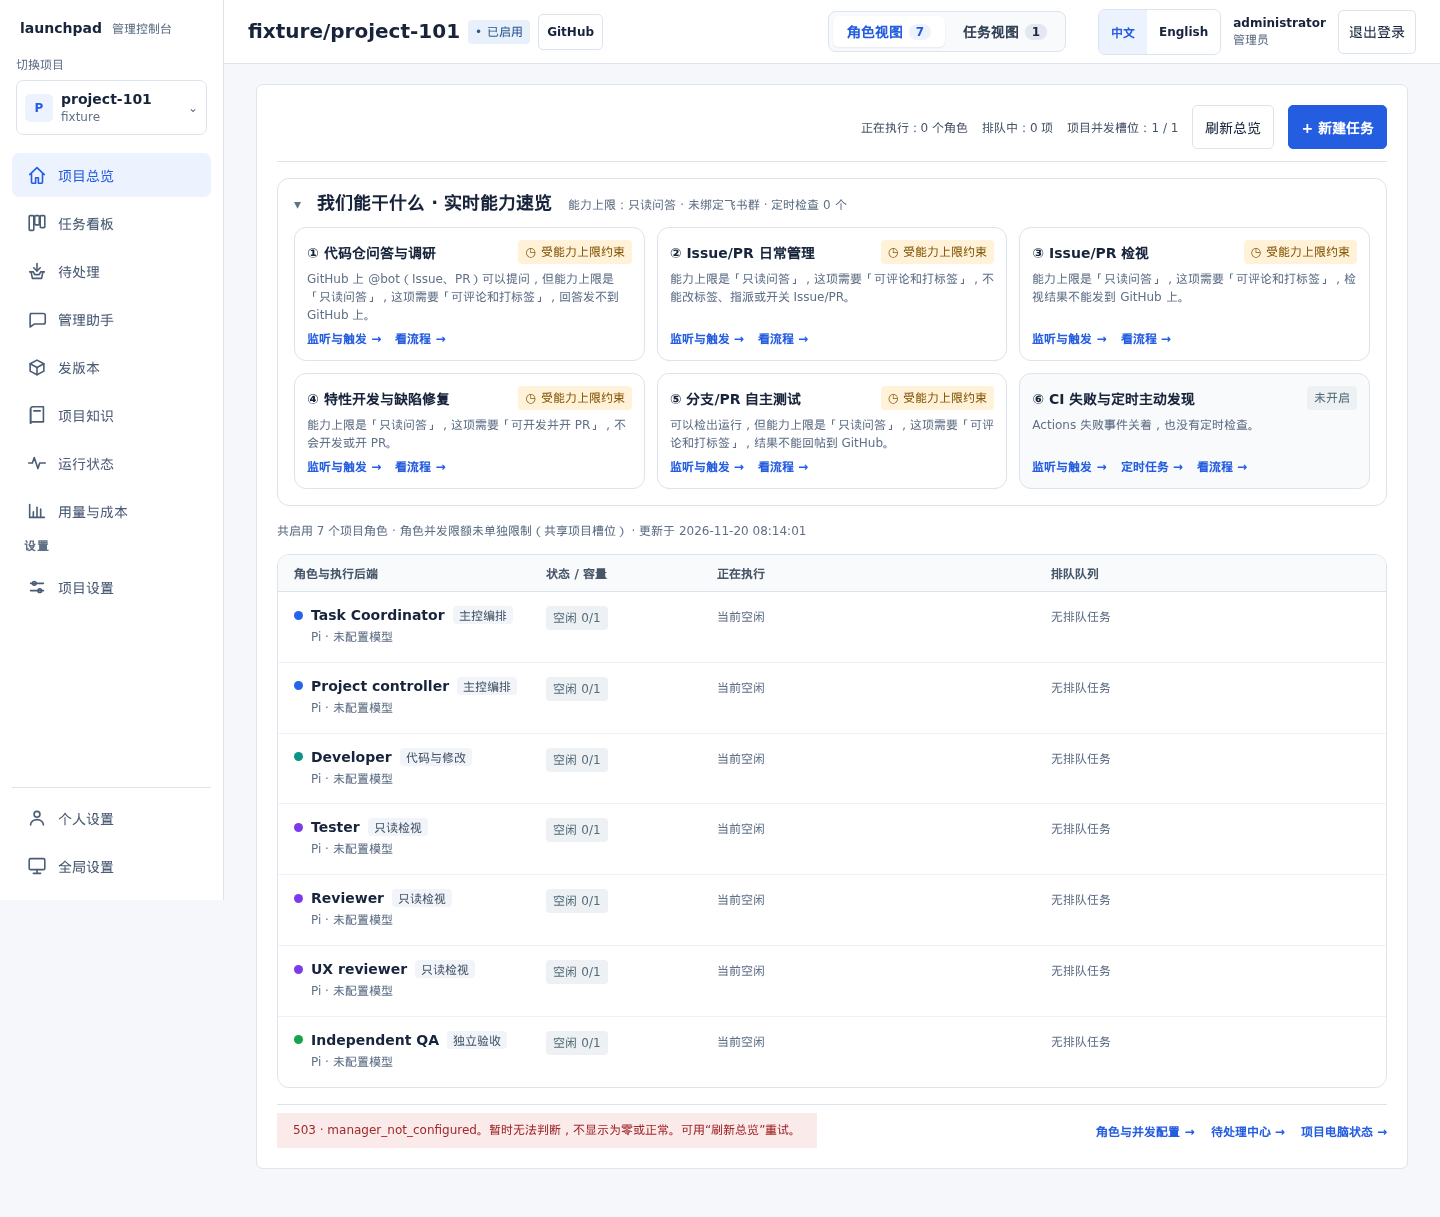 launchpad 管理控制台
切换项目
P project-101
fixture
项目总览
任务看板
待处理
管理助手
发版本
项目知识
运行状态
用量与成本
设置
项目设置
个人设置
全局设置
fixture/project-101 • 已启用 GitHub
角色视图 7 任务视图 1
中文 English
administrator
管理员
退出登录
正在执行：0 个角色 排队中：0 项 项目并发槽位：1 / 1 刷新总览 + 新建任务
▾ 我们能干什么 · 实时能力速览 能力上限：只读问答 · 未绑定飞书群 · 定时检查 0 个
① 代码仓问答与调研 ◷ 受能力上限约束
GitHub 上 @bot（Issue、PR）可以提问，但能力上限是
「只读问答」，这项需要「可评论和打标签」，回答发不到
GitHub 上。
监听与触发 → 看流程 →
② Issue/PR 日常管理 ◷ 受能力上限约束
能力上限是「只读问答」，这项需要「可评论和打标签」，不
能改标签、指派或开关 Issue/PR。
监听与触发 → 看流程 →
③ Issue/PR 检视 ◷ 受能力上限约束
能力上限是「只读问答」，这项需要「可评论和打标签」，检
视结果不能发到 GitHub 上。
监听与触发 → 看流程 →
④ 特性开发与缺陷修复 ◷ 受能力上限约束
能力上限是「只读问答」，这项需要「可开发并开 PR」，不
会开发或开 PR。
监听与触发 → 看流程 →
⑤ 分支/PR 自主测试 ◷ 受能力上限约束
可以检出运行，但能力上限是「只读问答」，这项需要「可评
论和打标签」，结果不能回帖到 GitHub。
监听与触发 → 看流程 →
⑥ CI 失败与定时主动发现 未开启
Actions 失败事件关着，也没有定时检查。
监听与触发 → 定时任务 → 看流程 →
共启用 7 个项目角色 · 角色并发限额未单独限制（共享项目槽位） · 更新于 2026-11-20 08:14:01
角色与执行后端 状态 / 容量 正在执行 排队队列
Task Coordinator 主控编排 空闲 0/1 当前空闲 无排队任务
Pi · 未配置模型
Project controller 主控编排 空闲 0/1 当前空闲 无排队任务
Pi · 未配置模型
Developer 代码与修改 空闲 0/1 当前空闲 无排队任务
Pi · 未配置模型
Tester 只读检视 空闲 0/1 当前空闲 无排队任务
Pi · 未配置模型
Reviewer 只读检视 空闲 0/1 当前空闲 无排队任务
Pi · 未配置模型
UX reviewer 只读检视 空闲 0/1 当前空闲 无排队任务
Pi · 未配置模型
Independent QA 独立验收 空闲 0/1 当前空闲 无排队任务
Pi · 未配置模型
503 · manager_not_configured。暂时无法判断，不显示为零或正常。可用“刷新总览”重试。
角色与并发配置 → 待处理中心 → 项目电脑状态 →